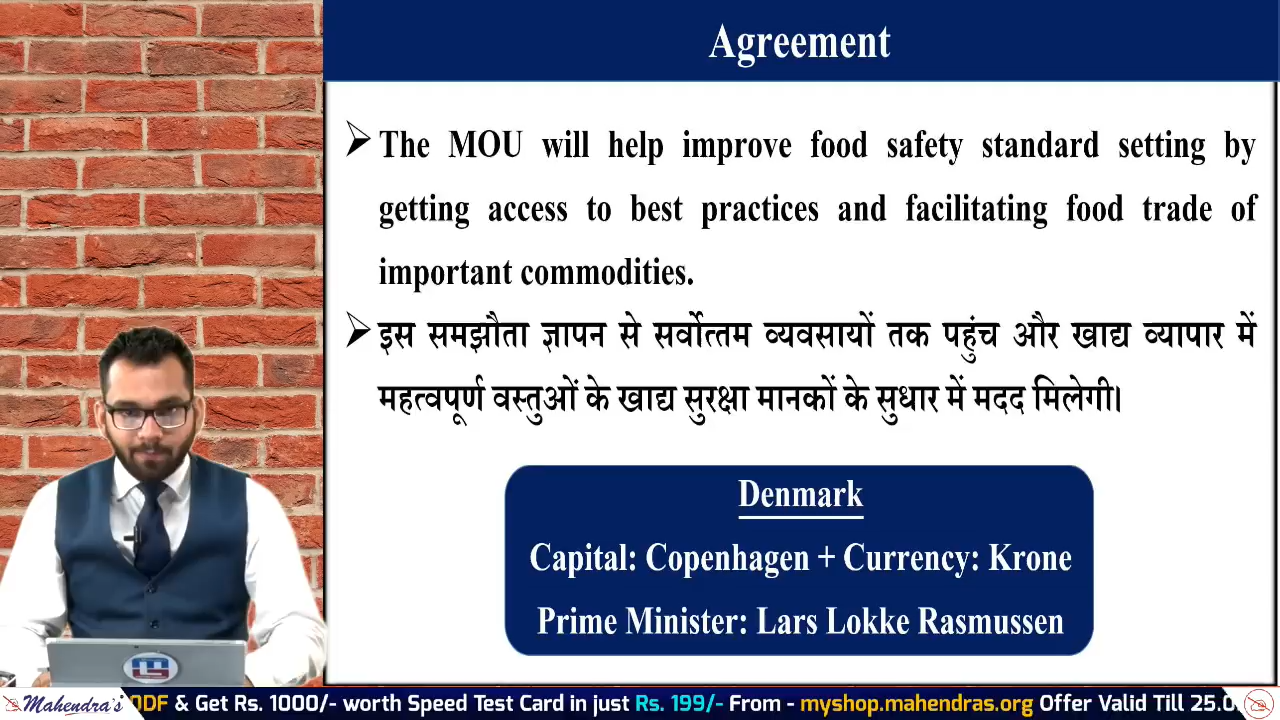 Agreement
The MOU will help improve food safety standard setting by
getting access to best practices and facilitating food trade of
important commodities.
इस समझौता ज्ञापन से सर्वोत्तम व्यवसायों तक पहुंच और खाद्य व्यापार में
महत्वपूर्ण वस्तुओं के खाद्य सुरक्षा मानकों के सुधार में मदद मिलेगी।
Denmark
Capital: Copenhagen + Currency: Krone
Prime Minister: Lars Lokke Rasmussen
Mahendra's
& Get Rs. 1000/- worth Speed Test Card in just Rs. 199/- From - myshop.mahendras.org Offer Valid Till 25.0